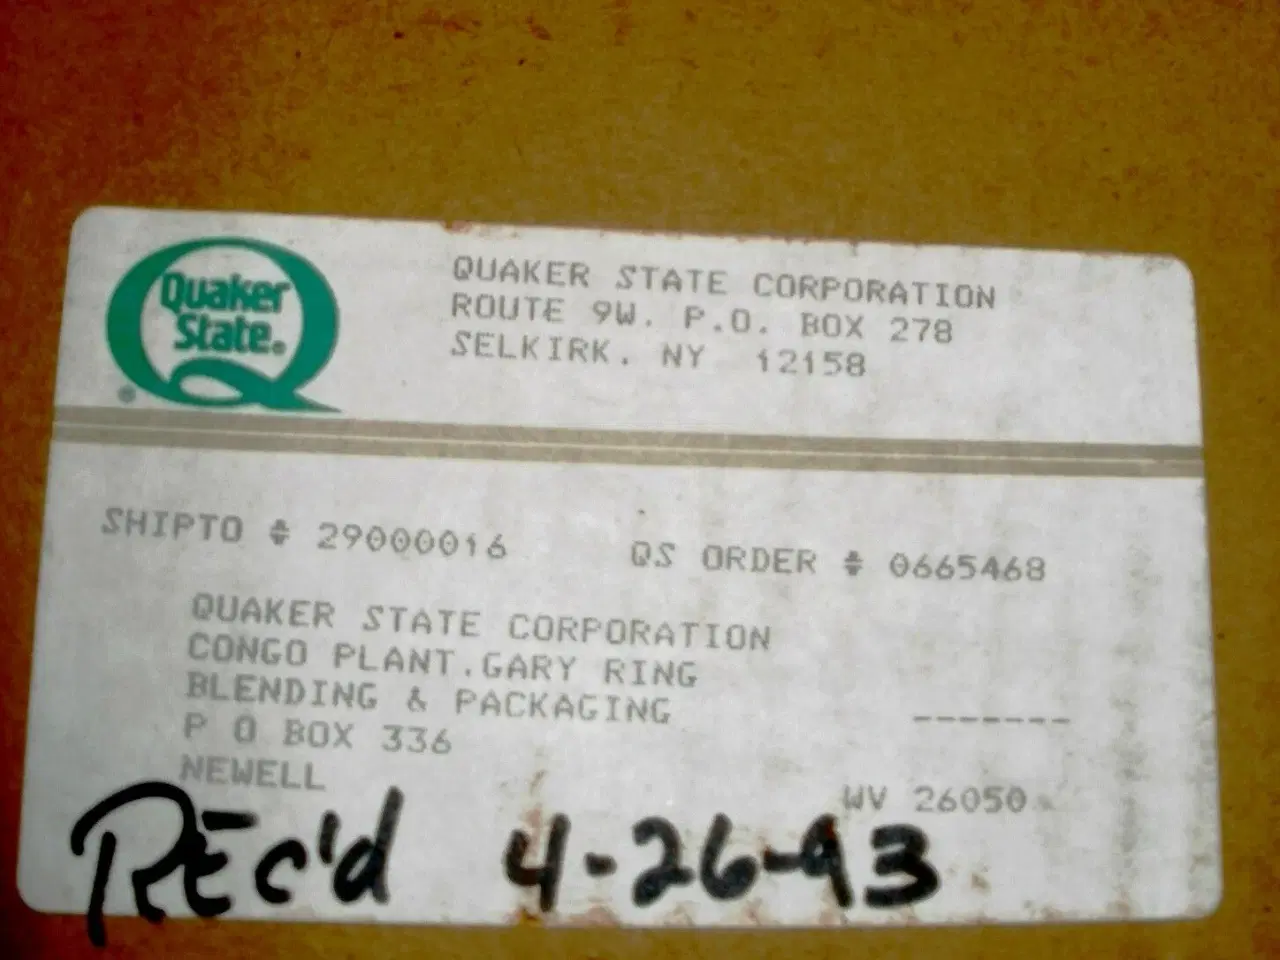 Quaker
State®
®
QUAKER STATE CORPORATION
ROUTE 9W. P.O. BOX 278
SELKIRK. NY 12158
SHIPTO # 29000016 QS ORDER # 0665468
QUAKER STATE CORPORATION
CONGO PLANT.GARY RING
BLENDING & PACKAGING
-------
P O BOX 336
NEWELL WV 26050
REC'd 4-26-93